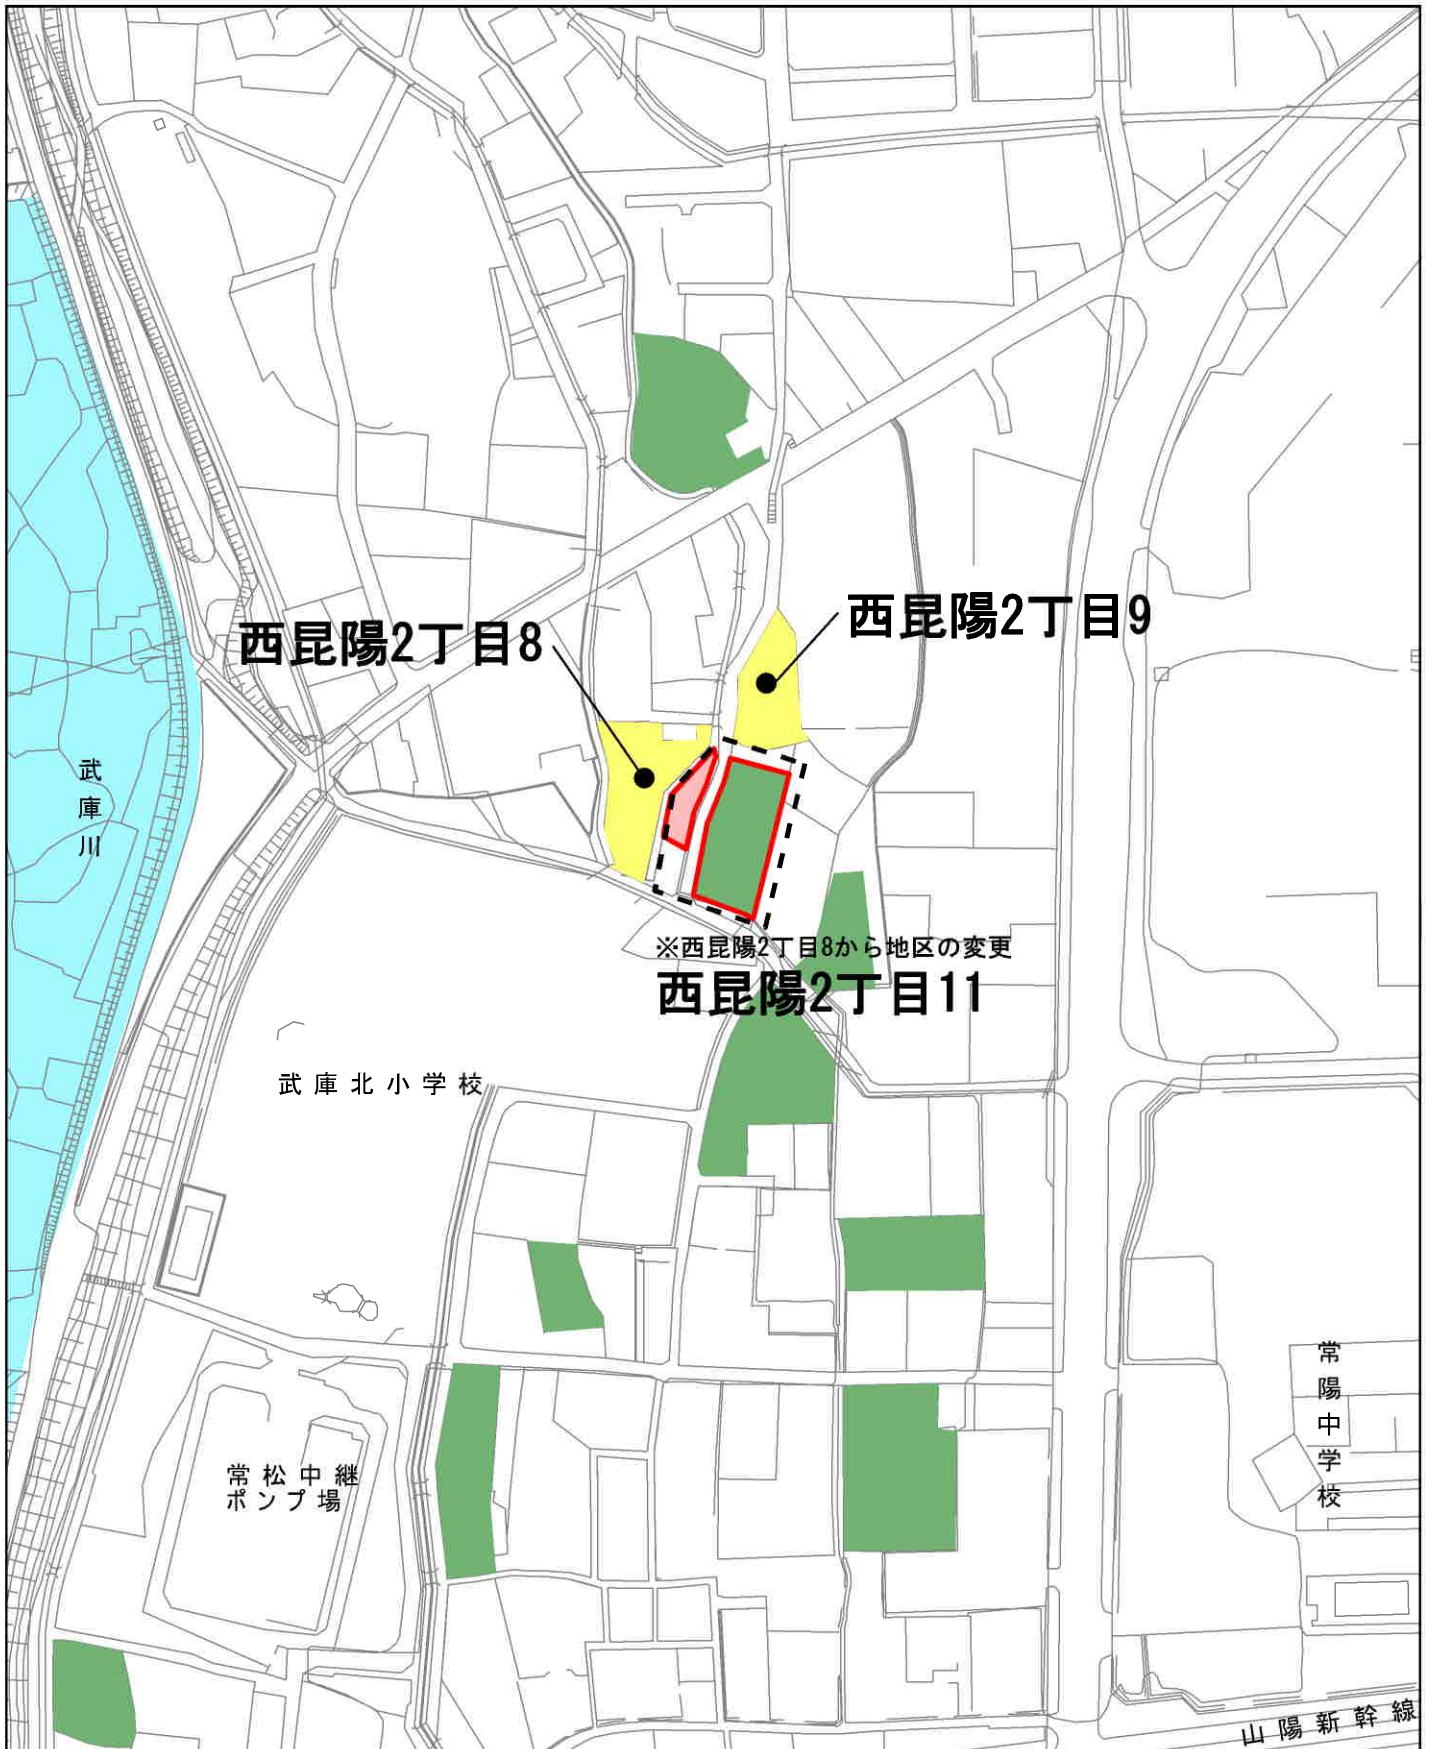 西昆陽2丁目9
西昆陽2丁目8
武庫川
※西昆陽2丁目8から地区の変更
西昆陽2丁目11
武庫北小学校
常陽中学校
常松中継
ポンプ場
山陽新幹線